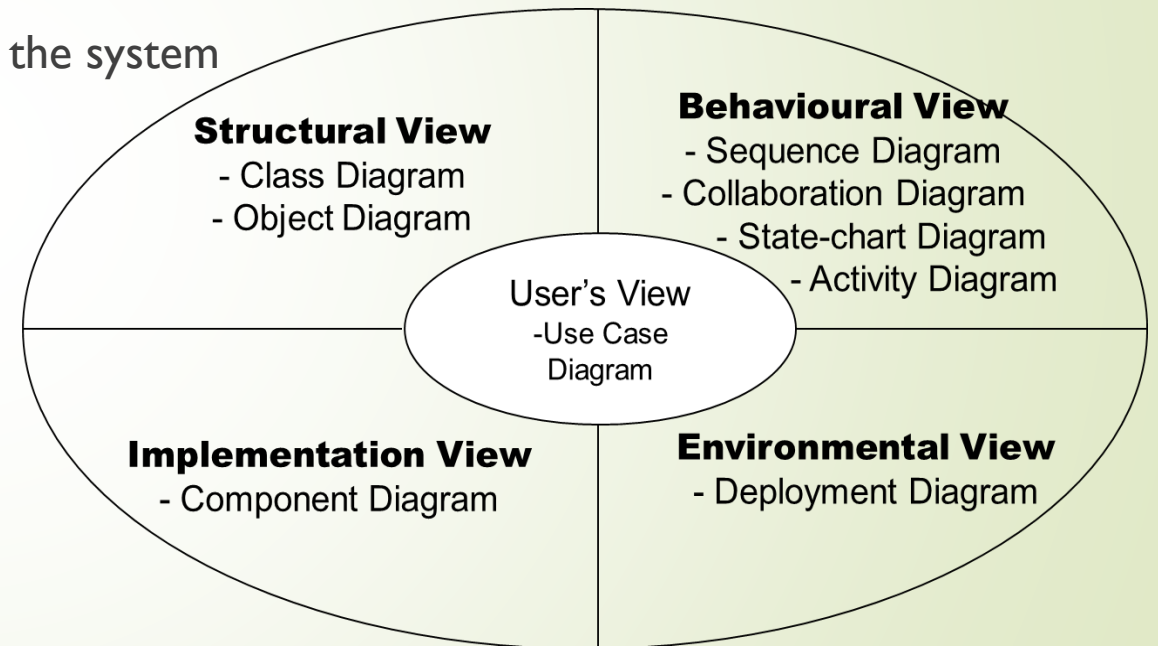 the system
Structural View
- Class Diagram
- Object Diagram
Behavioural View
- Sequence Diagram
- Collaboration Diagram
- State-chart Diagram
- Activity Diagram
User’s View
-Use Case
Diagram
Implementation View
- Component Diagram
Environmental View
- Deployment Diagram